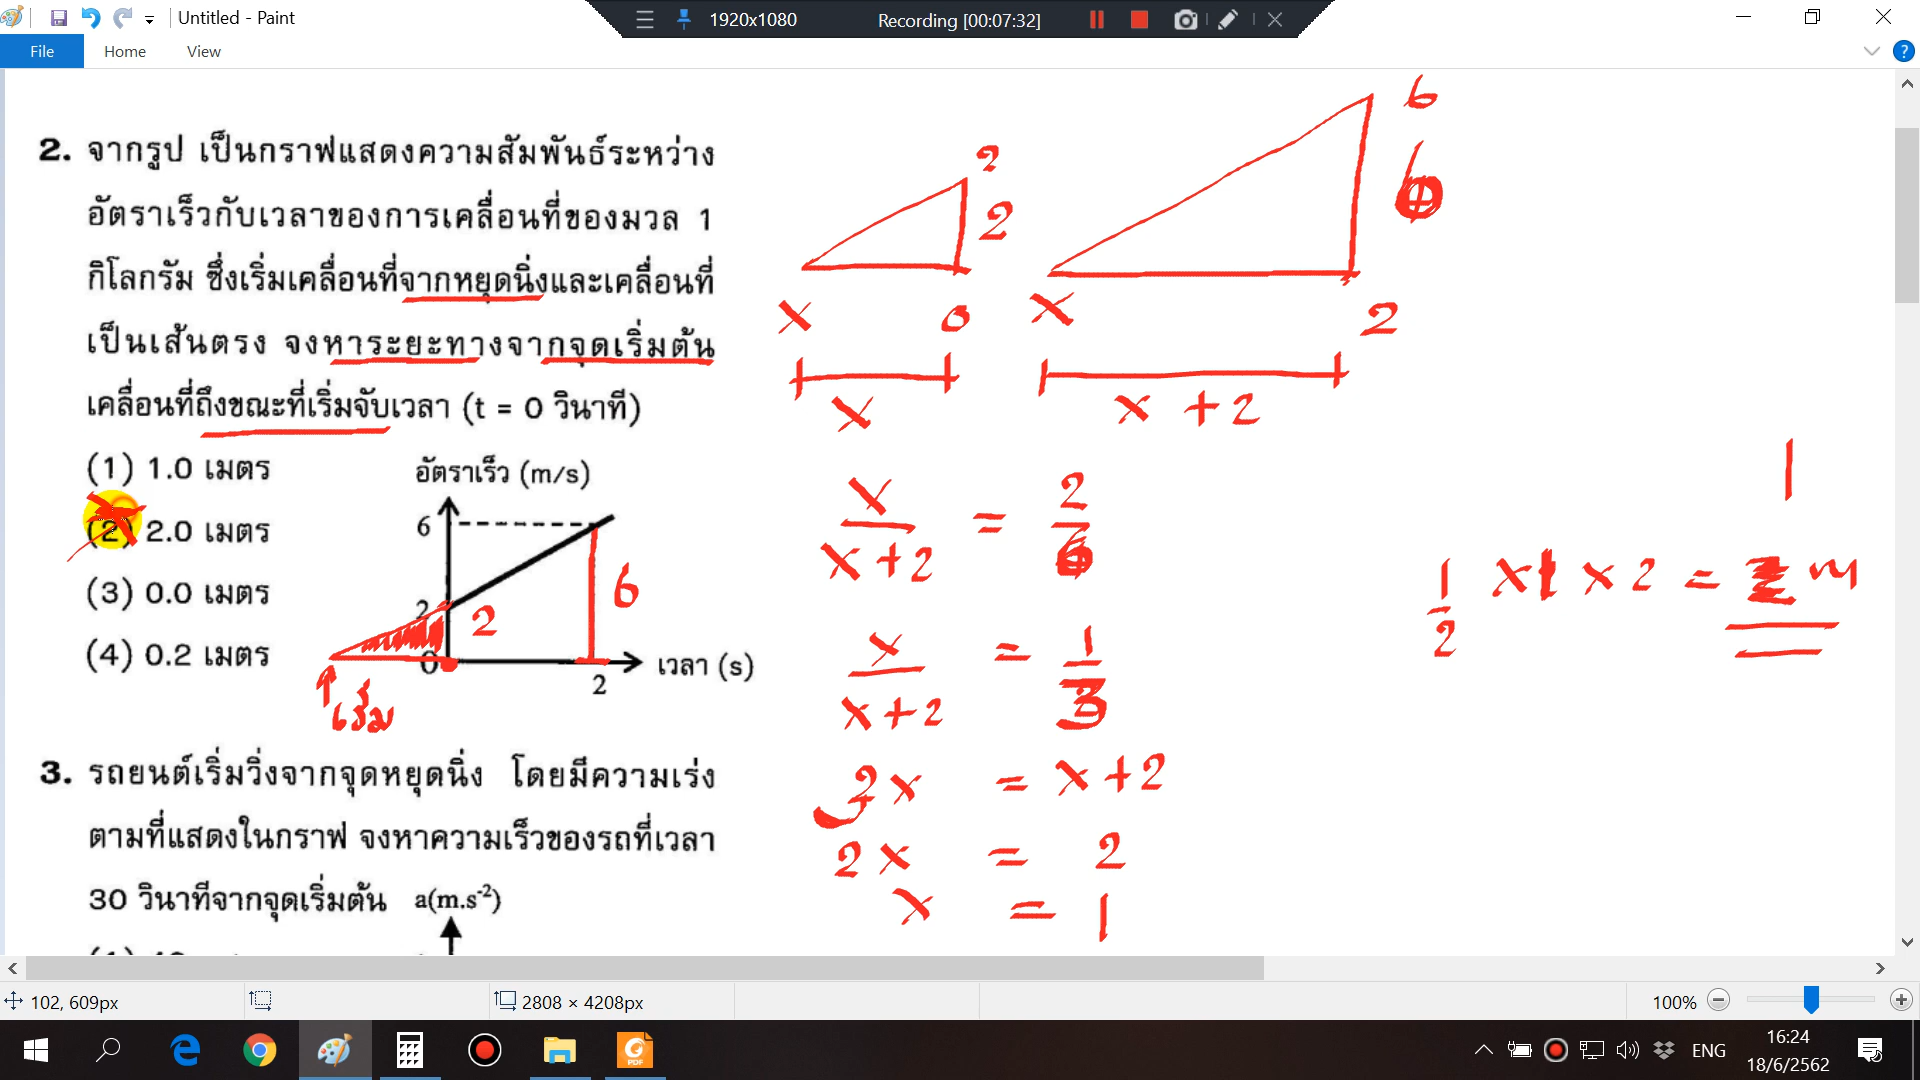 Untitled - Paint
1920x1080
Recording [00:07:32]
File
Home
View
2. จากรูป เป็นกราฟแสดงความสัมพันธ์ระหว่าง
อัตราเร็วกับเวลาของการเคลื่อนที่ของมวล 1
กิโลกรัม ซึ่งเริ่มเคลื่อนที่จากหยุดนิ่งและเคลื่อนที่
เป็นเส้นตรง จงหาระยะทางจากจุดเริ่มต้น
เคลื่อนที่ถึงขณะที่เริ่มจับเวลา (t = 0 วินาที)
(1) 1.0 เมตร
(2) 2.0 เมตร
(3) 0.0 เมตร
(4) 0.2 เมตร
อัตราเร็ว (m/s)
6
2
2
6
0
เวลา (s)
2
เริ่ม
2
2
x
0
x
6
6
x
2
x + 2
x/x+2 = 2/6
x/x+2 = 1/3
3x = x+2
2x = 2
x = 1
1
1/2 x 1 x 2 = m
3. รถยนต์เริ่มวิ่งจากจุดหยุดนิ่ง โดยมีความเร่ง
ตามที่แสดงในกราฟ จงหาความเร็วของรถที่เวลา
30 วินาทีจากจุดเริ่มต้น
a(m.s⁻²)
102, 609px
2808 × 4208px
100%
PDF
ENG
16:24
18/6/2562